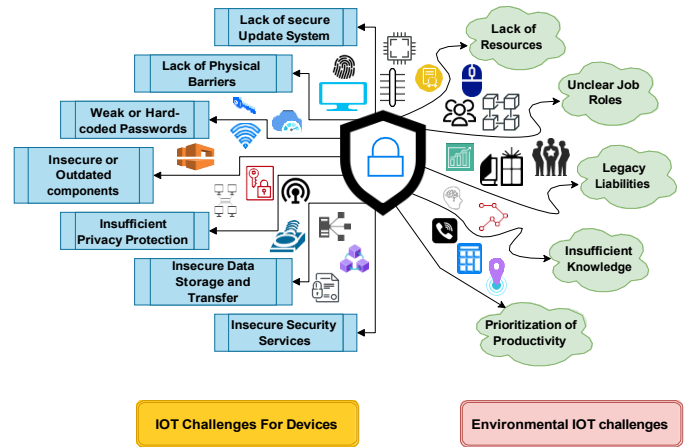 Lack of secure
Update System
Lack of Physical
Barriers
Weak or Hard-
coded Passwords
Insecure or
Outdated components
Insufficient
Privacy Protection
Insecure Data
Storage and
Transfer
Insecure Security
Services
Lack of
Resources
Unclear Job
Roles
Legacy
Liabilities
Insufficient
Knowledge
Prioritization of
Productivity
IOT Challenges For Devices
Environmental IOT challenges